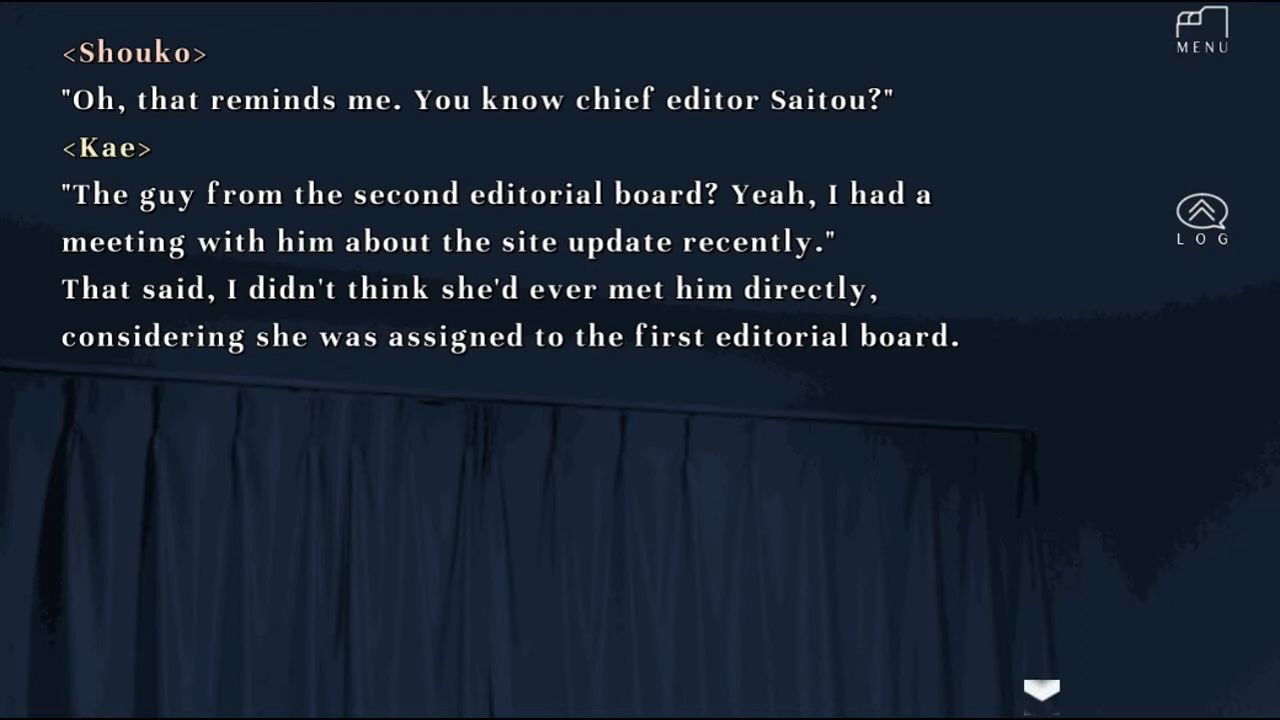 <Shouko>
"Oh, that reminds me. You know chief editor Saitou?"
<Kae>
"The guy from the second editorial board? Yeah, I had a
meeting with him about the site update recently."
That said, I didn't think she'd ever met him directly,
considering she was assigned to the first editorial board.
MENU
LOG